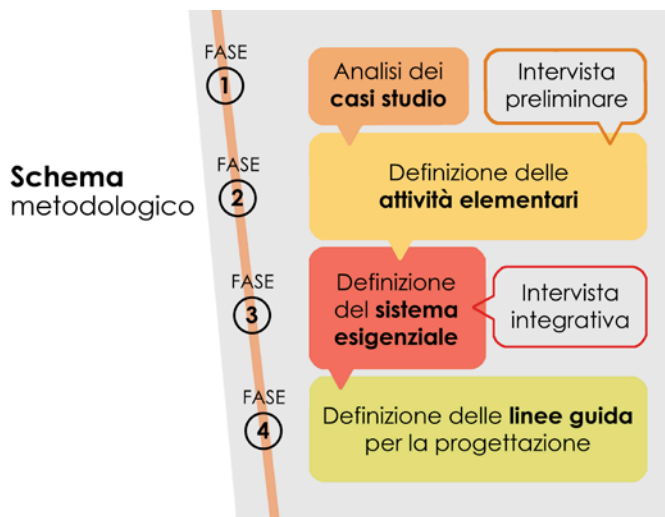 Schema
metodologico
FASE
1
Analisi dei
casi studio
Intervista
preliminare
FASE
2
Definizione delle
attività elementari
FASE
3
Definizione
del sistema
esigenziale
Intervista
integrativa
FASE
4
Definizione delle linee guida
per la progettazione